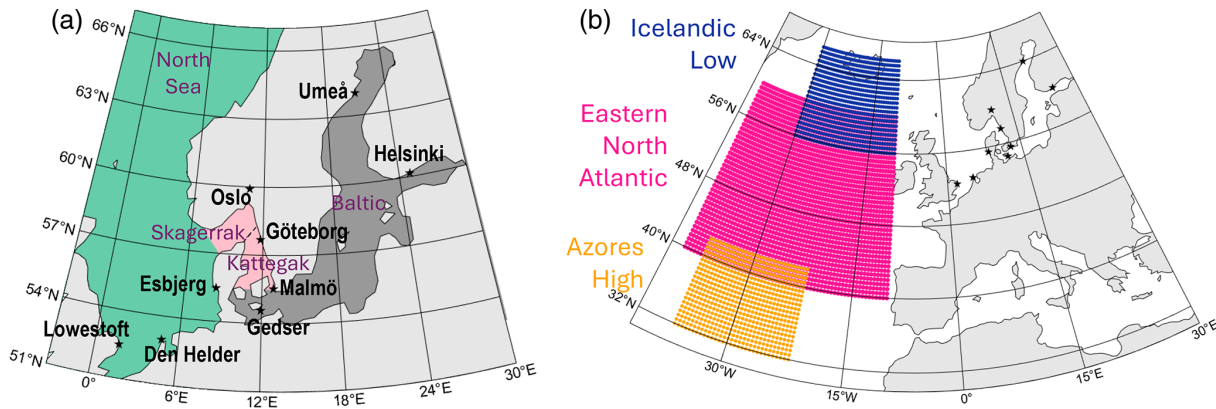 (a)
66°N
63°N
60°N
57°N
54°N
51°N
0°
6°E
12°E
18°E
24°E
30°E
North
Sea
Umeå
Helsinki
Oslo
Baltic
Skagerrak
Göteborg
Kattegak
Esbjerg
Malmö
Gedser
Lowestoft
Den Helder
(b)
Icelandic
Low
Eastern
North
Atlantic
Azores
High
64°N
56°N
48°N
40°N
32°N
30°W
15°W
0°
15°E
30°E